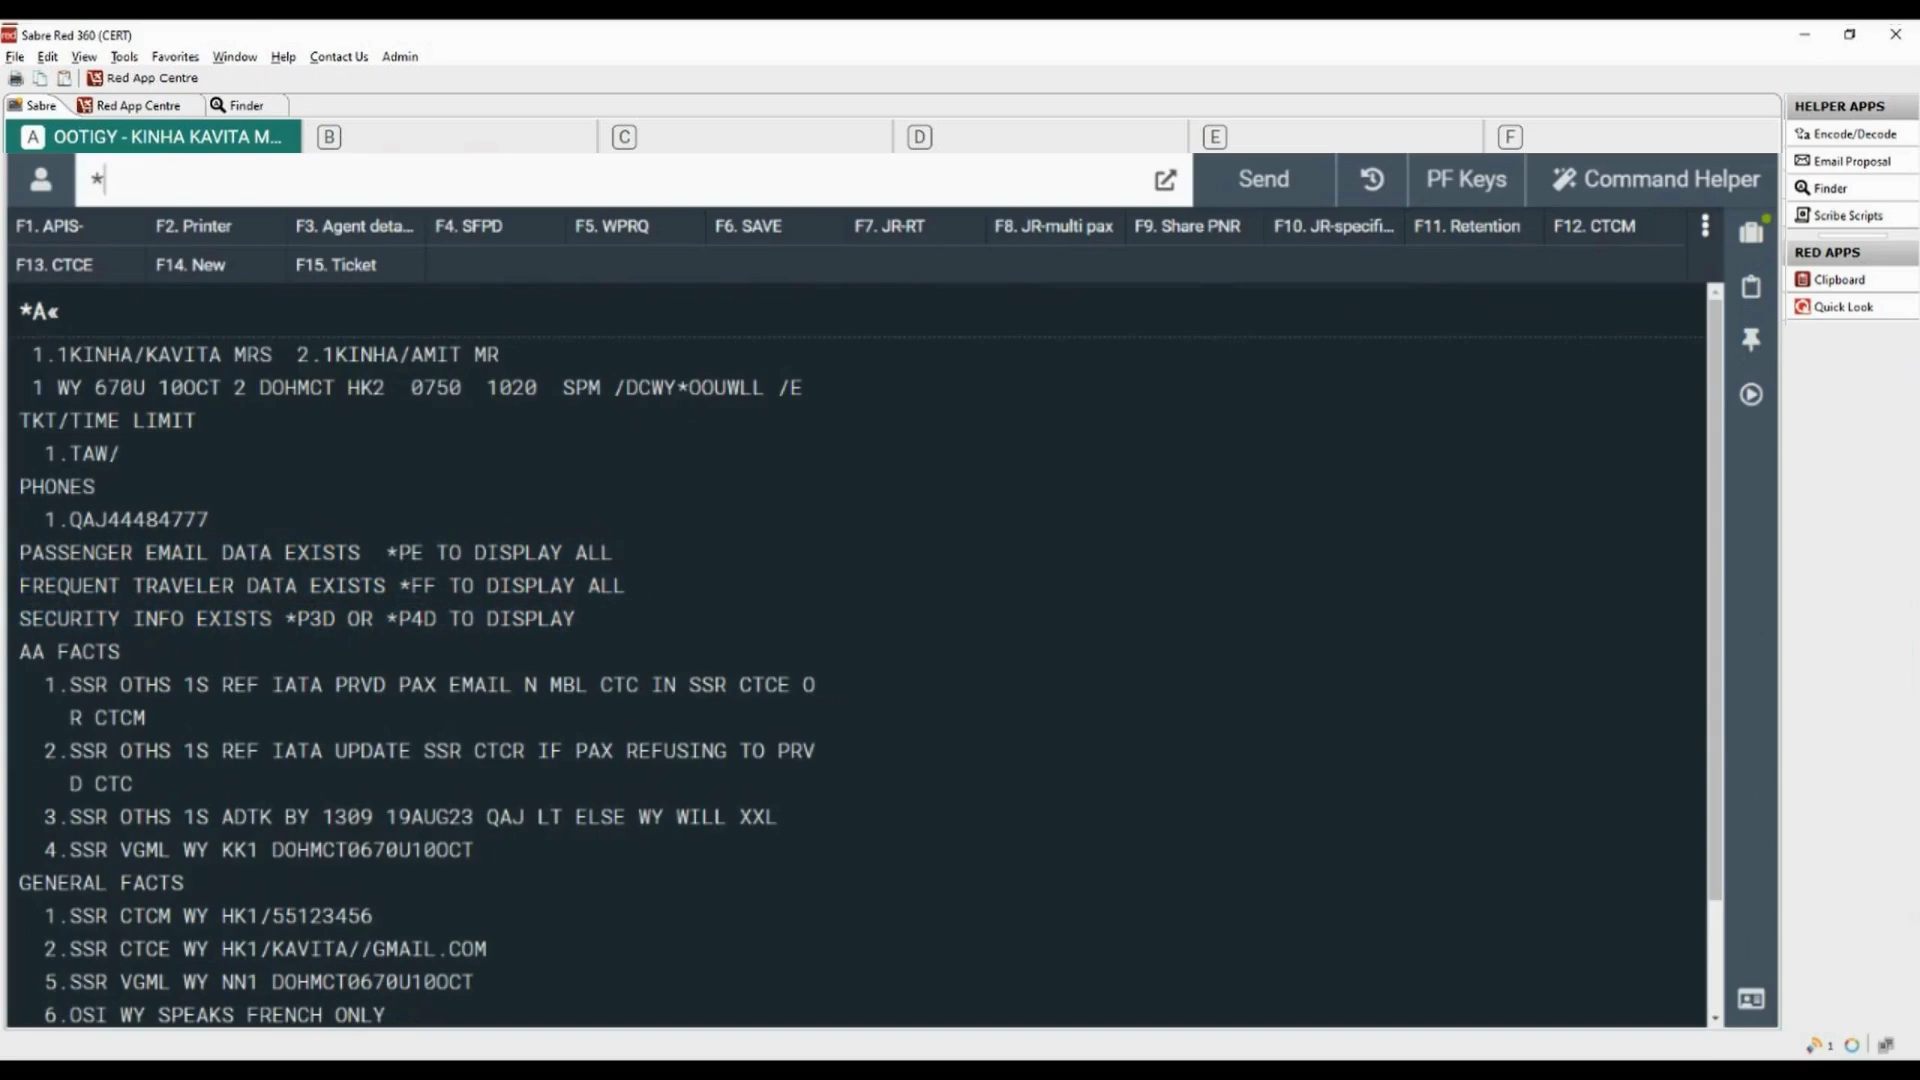 Sabre Red 360 (CERT)
File Edit View Tools Favorites Window Help Contact Us Admin
Red App Centre
Sabre Red App Centre Finder
A OOTIGY - KINHA KAVITA M... B C D E F
* Send PF Keys Command Helper
F1. APIS- F2. Printer F3. Agent deta... F4. SFPD F5. WPRQ F6. SAVE F7. JR-RT F8. JR-multi pax F9. Share PNR F10. JR-specifi... F11. Retention F12. CTCM
F13. CTCE F14. New F15. Ticket
*A«
1.1KINHA/KAVITA MRS 2.1KINHA/AMIT MR
1 WY 670U 10OCT 2 DOHMCT HK2 0750 1020 SPM /DCWY*OOUWLL /E
TKT/TIME LIMIT
1.TAW/
PHONES
1.QAJ44484777
PASSENGER EMAIL DATA EXISTS *PE TO DISPLAY ALL
FREQUENT TRAVELER DATA EXISTS *FF TO DISPLAY ALL
SECURITY INFO EXISTS *P3D OR *P4D TO DISPLAY
AA FACTS
1.SSR OTHS 1S REF IATA PRVD PAX EMAIL N MBL CTC IN SSR CTCE O
R CTCM
2.SSR OTHS 1S REF IATA UPDATE SSR CTCR IF PAX REFUSING TO PRV
D CTC
3.SSR OTHS 1S ADTK BY 1309 19AUG23 QAJ LT ELSE WY WILL XXL
4.SSR VGML WY KK1 DOHMCT0670U10OCT
GENERAL FACTS
1.SSR CTCM WY HK1/55123456
2.SSR CTCE WY HK1/KAVITA//GMAIL.COM
5.SSR VGML WY NN1 DOHMCT0670U10OCT
6.OSI WY SPEAKS FRENCH ONLY
HELPER APPS
Encode/Decode
Email Proposal
Finder
Scribe Scripts
RED APPS
Clipboard
Quick Look
1